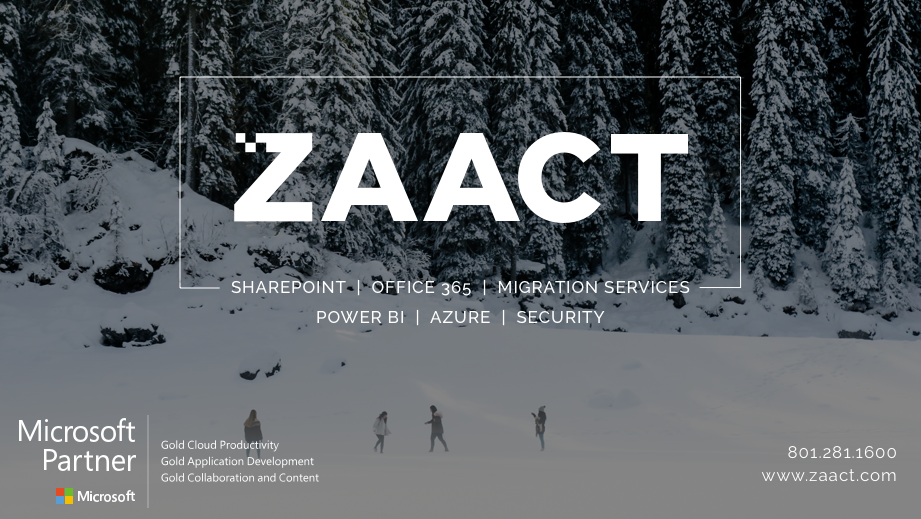 ZAACT
SHAREPOINT | OFFICE 365 | MIGRATION SERVICES
POWER BI | AZURE | SECURITY
Microsoft
Partner
Microsoft
Gold Cloud Productivity
Gold Application Development
Gold Collaboration and Content
801.281.1600
www.zaact.com